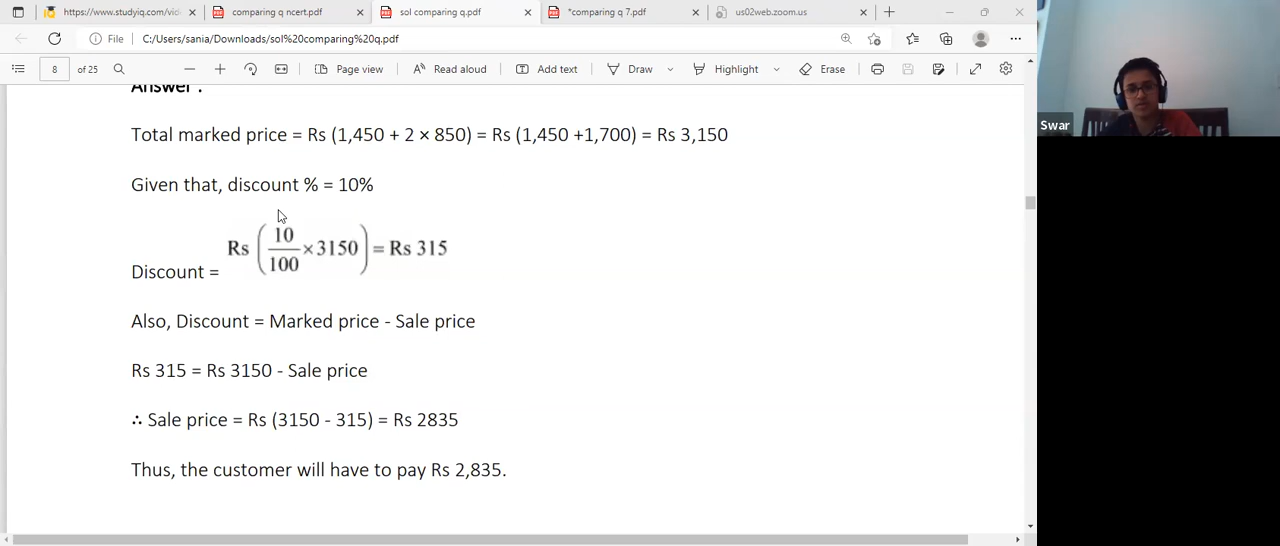 https://www.studyiq.com/vid
comparing q ncert.pdf
sol comparing q.pdf
*comparing q 7.pdf
us02web.zoom.us
File
C:/Users/sania/Downloads/sol%20comparing%20q.pdf
8 of 25
Page view
Read aloud
Add text
Draw
Highlight
Erase
Swar
Answer :
Total marked price = Rs (1,450 + 2 × 850) = Rs (1,450 +1,700) = Rs 3,150
Given that, discount % = 10%
Discount = Rs (10/100 × 3150) = Rs 315
Also, Discount = Marked price - Sale price
Rs 315 = Rs 3150 - Sale price
∴ Sale price = Rs (3150 - 315) = Rs 2835
Thus, the customer will have to pay Rs 2,835.